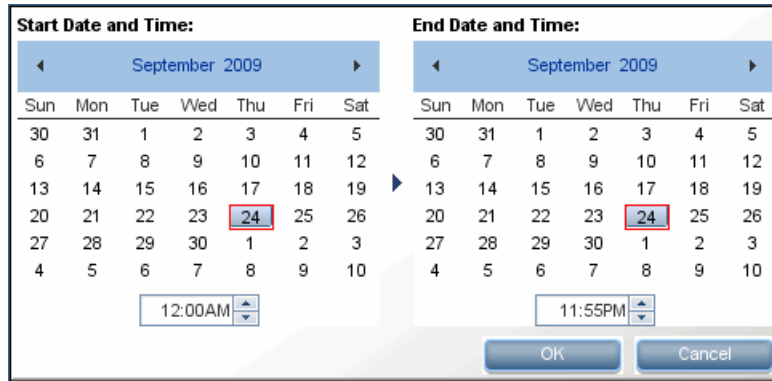 Start Date and Time:
September 2009
Sun Mon Tue Wed Thu Fri Sat
30 31 1 2 3 4 5
6 7 8 9 10 11 12
13 14 15 16 17 18 19
20 21 22 23 24 25 26
27 28 29 30 1 2 3
4 5 6 7 8 9 10
12:00AM
End Date and Time:
September 2009
Sun Mon Tue Wed Thu Fri Sat
30 31 1 2 3 4 5
6 7 8 9 10 11 12
13 14 15 16 17 18 19
20 21 22 23 24 25 26
27 28 29 30 1 2 3
4 5 6 7 8 9 10
11:55PM
OK Cancel